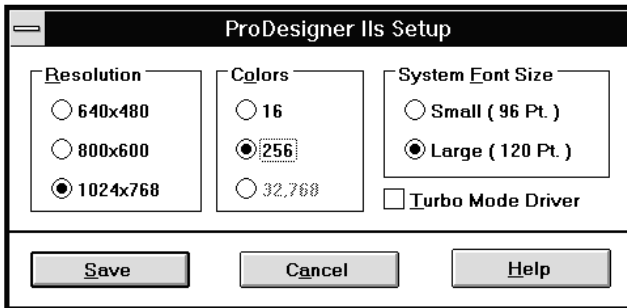 ProDesigner IIs Setup
Resolution
640x480
800x600
1024x768
Colors
16
256
32,768
System Font Size
Small ( 96 Pt. )
Large ( 120 Pt. )
Turbo Mode Driver
Save
Cancel
Help